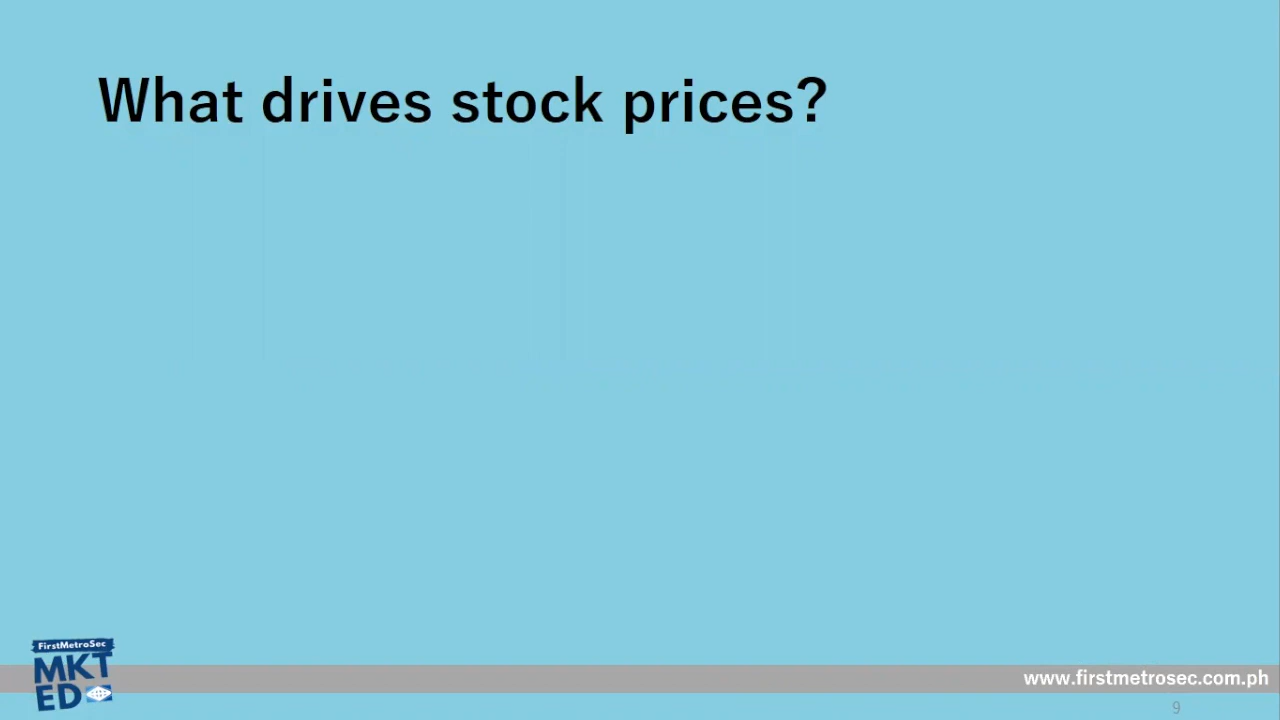 What drives stock prices?
FirstMetroSec
MKT
ED
www.firstmetrosec.com.ph
9